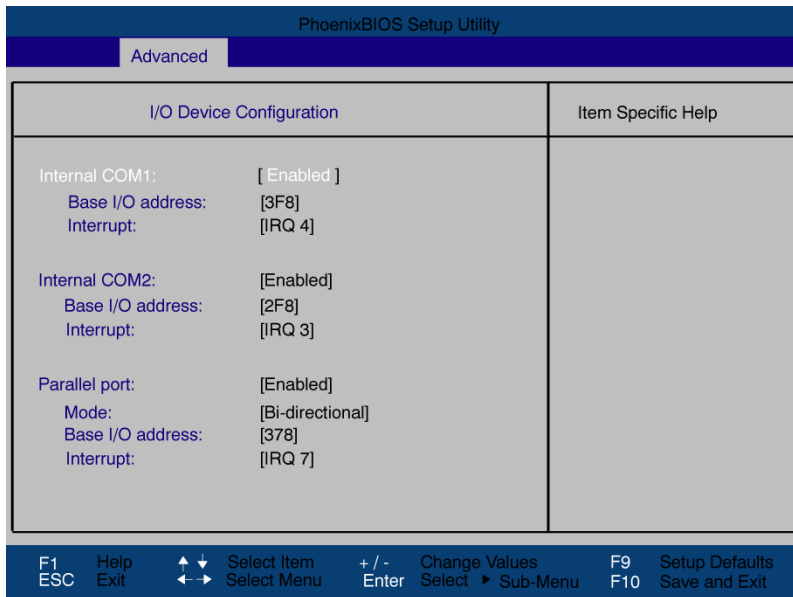 PhoenixBIOS Setup Utility
Advanced
I/O Device Configuration
Item Specific Help
Internal COM1: [ Enabled ]
Base I/O address: [3F8]
Interrupt: [IRQ 4]
Internal COM2: [Enabled]
Base I/O address: [2F8]
Interrupt: [IRQ 3]
Parallel port: [Enabled]
Mode: [Bi-directional]
Base I/O address: [378]
Interrupt: [IRQ 7]
F1 Help Select Item + / - Change Values F9 Setup Defaults
ESC Exit Select Menu Enter Select Sub-Menu F10 Save and Exit